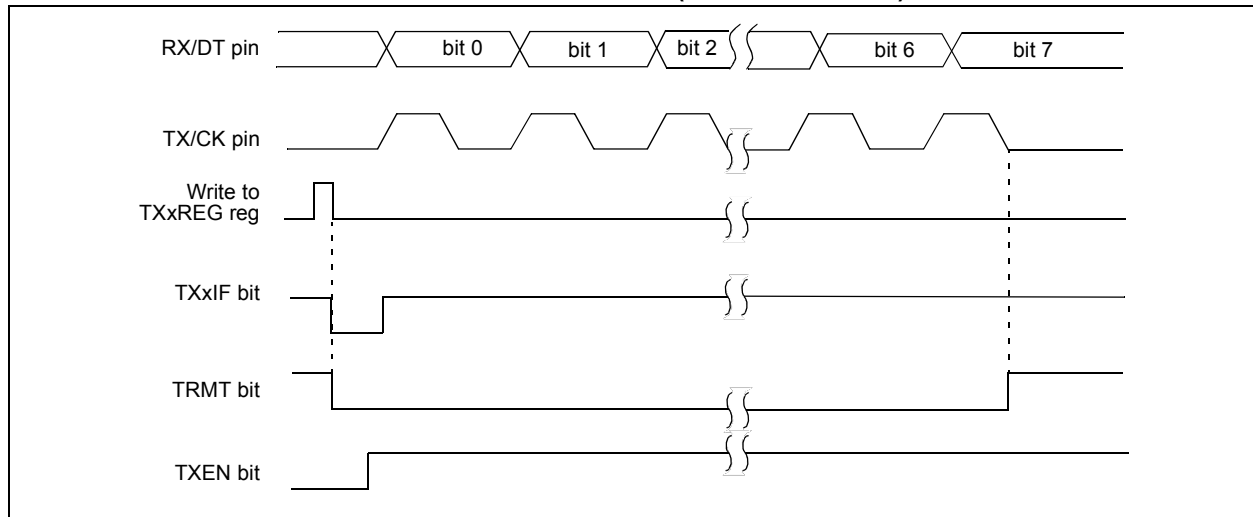 RX/DT pin
bit 0
bit 1
bit 2
bit 6
bit 7
TX/CK pin
Write to
TXxREG reg
TXxIF bit
TRMT bit
TXEN bit